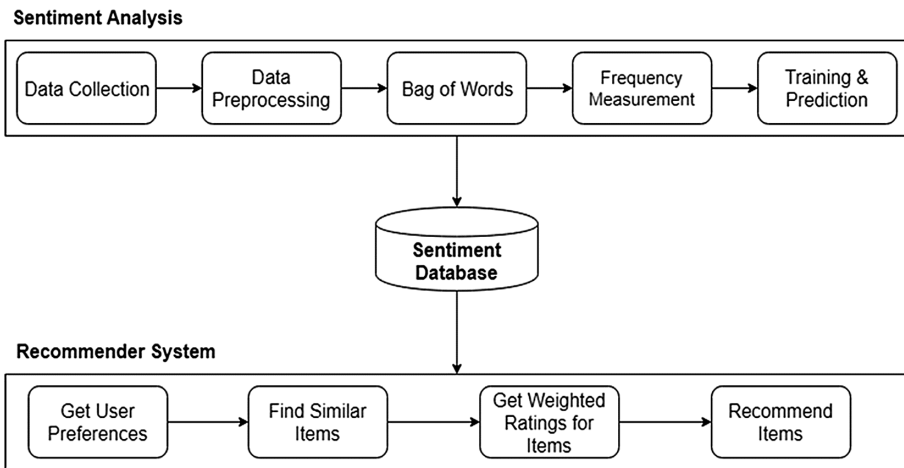 Sentiment Analysis
Data Collection
Data
Preprocessing
Bag of Words
Frequency
Measurement
Training &
Prediction
Sentiment
Database
Recommender System
Get User
Preferences
Find Similar
Items
Get Weighted
Ratings for
Items
Recommend
Items